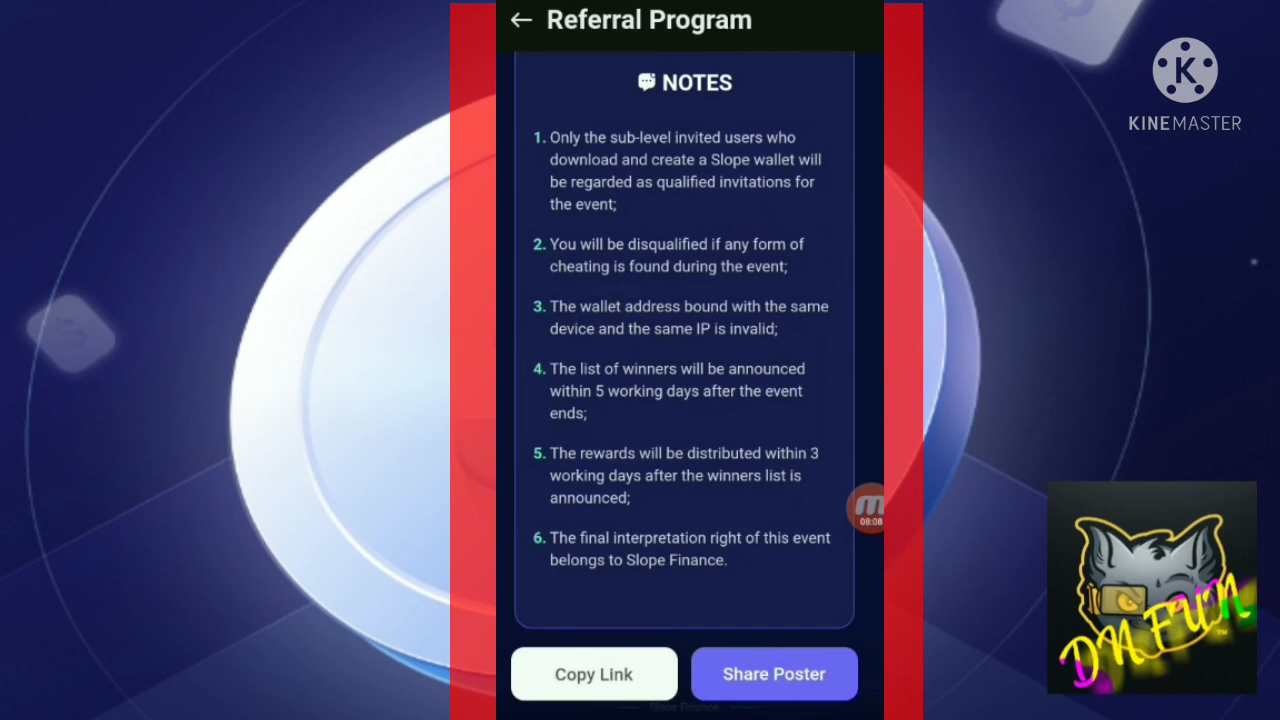 Referral Program
NOTES
1. Only the sub-level invited users who
download and create a Slope wallet will
be regarded as qualified invitations for
the event;
2. You will be disqualified if any form of
cheating is found during the event;
3. The wallet address bound with the same
device and the same IP is invalid;
4. The list of winners will be announced
within 5 working days after the event
ends;
5. The rewards will be distributed within 3
working days after the winners list is
announced;
6. The final interpretation right of this event
belongs to Slope Finance.
Copy Link
Share Poster
Slope Finance
08:08
K
KINEMASTER
DN FUN
TM